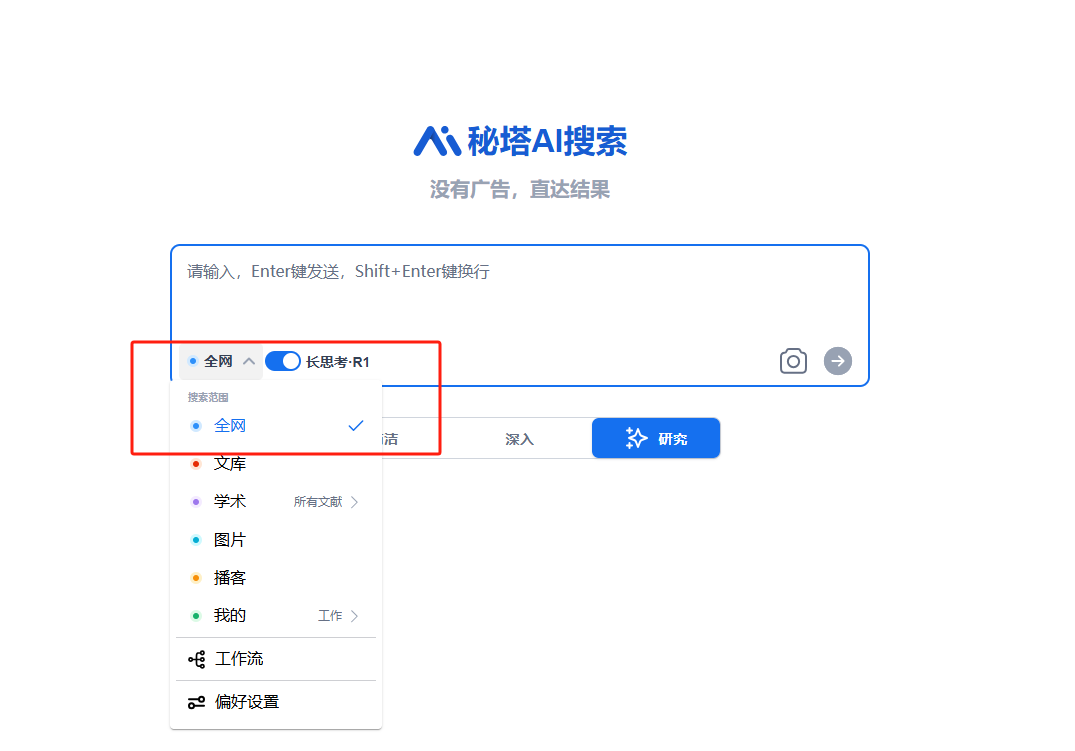 秘塔AI搜索
没有广告，直达结果
请输入，Enter键发送，Shift+Enter键换行
全网 长思考·R1
搜索范围
全网
洁 深入 研究
文库
学术 所有文献
图片
播客
我的 工作
工作流
偏好设置